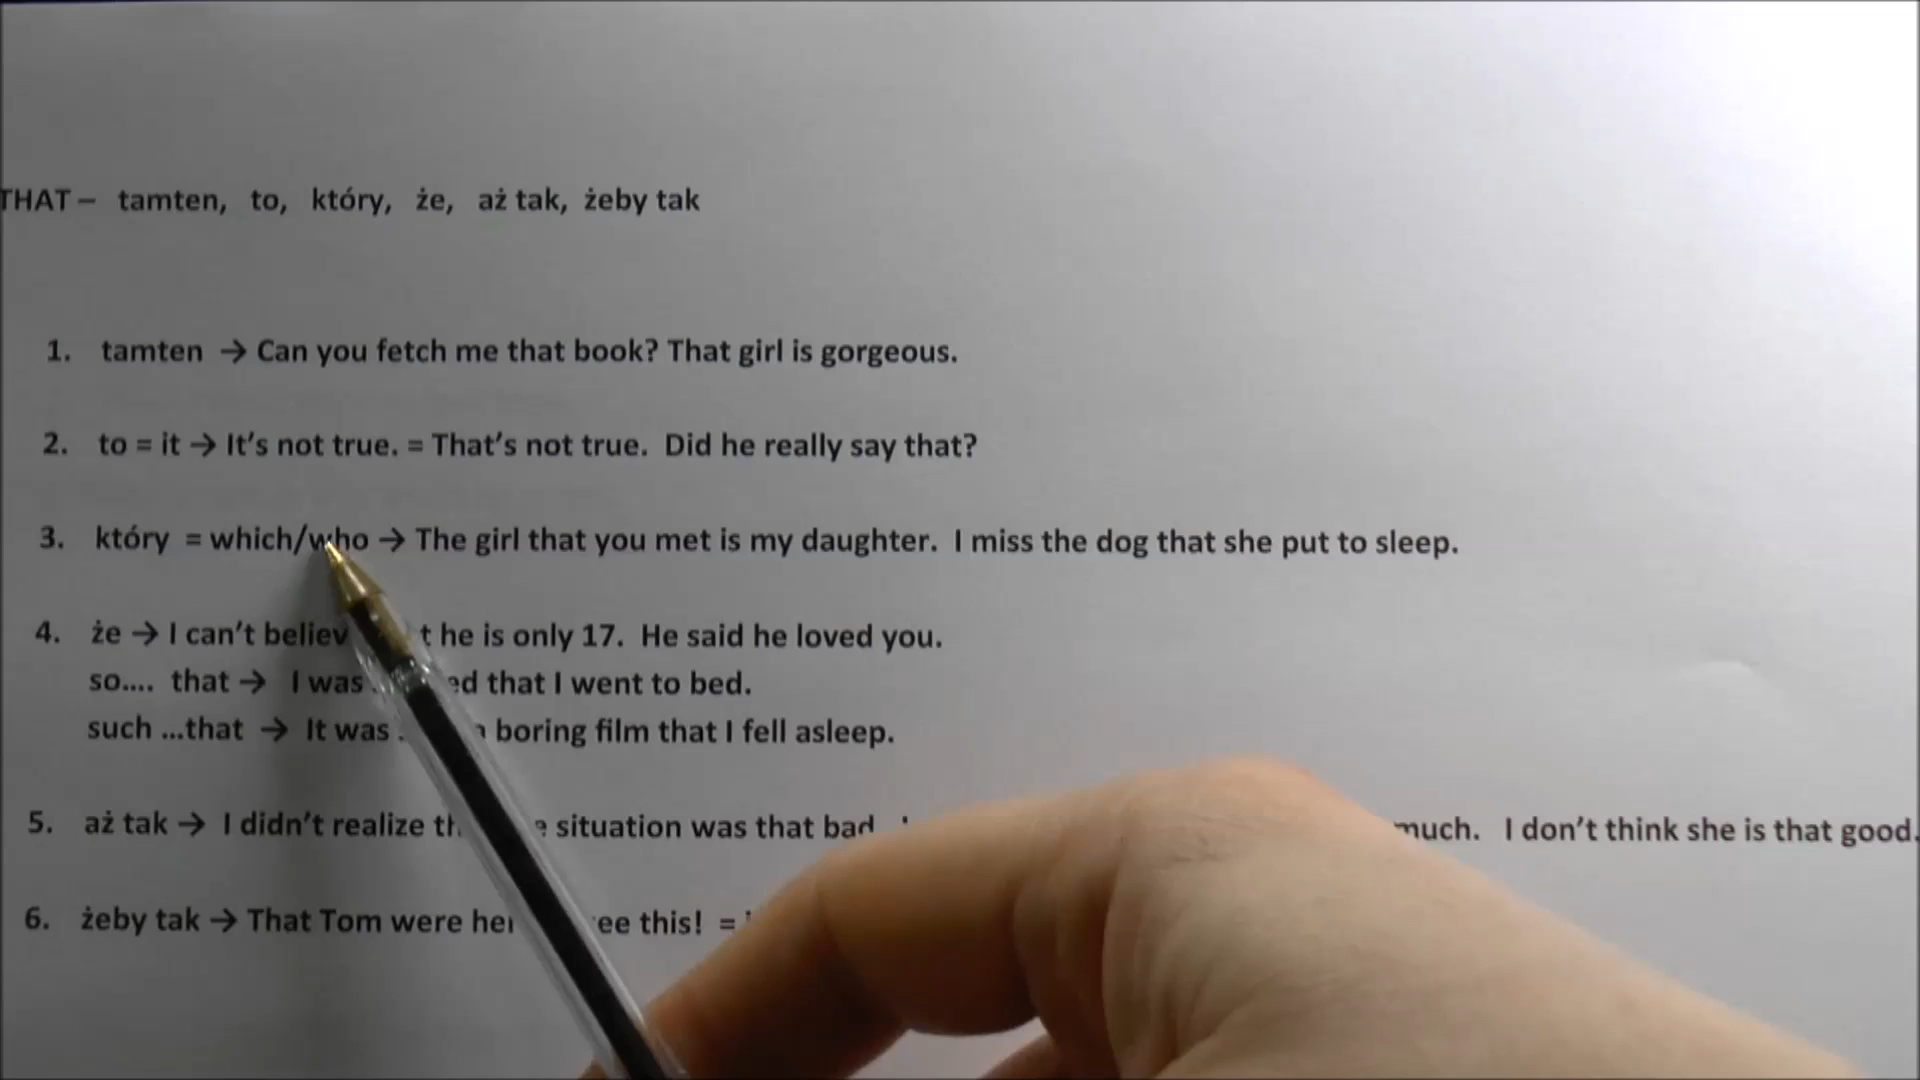 THAT – tamten, to, który, że, aż tak, żeby tak
1. tamten → Can you fetch me that book? That girl is gorgeous.
2. to = it → It's not true. = That's not true. Did he really say that?
3. który = which/who → The girl that you met is my daughter. I miss the dog that she put to sleep.
4. że → I can't he is only 17. He said he loved you.
so.... that → I was that I went to bed.
such ...that → It was boring film that I fell asleep.
5. aż tak → I didn't realize situation was that bad much. I don't think she is that good.
6. żeby tak → That Tom were this! =